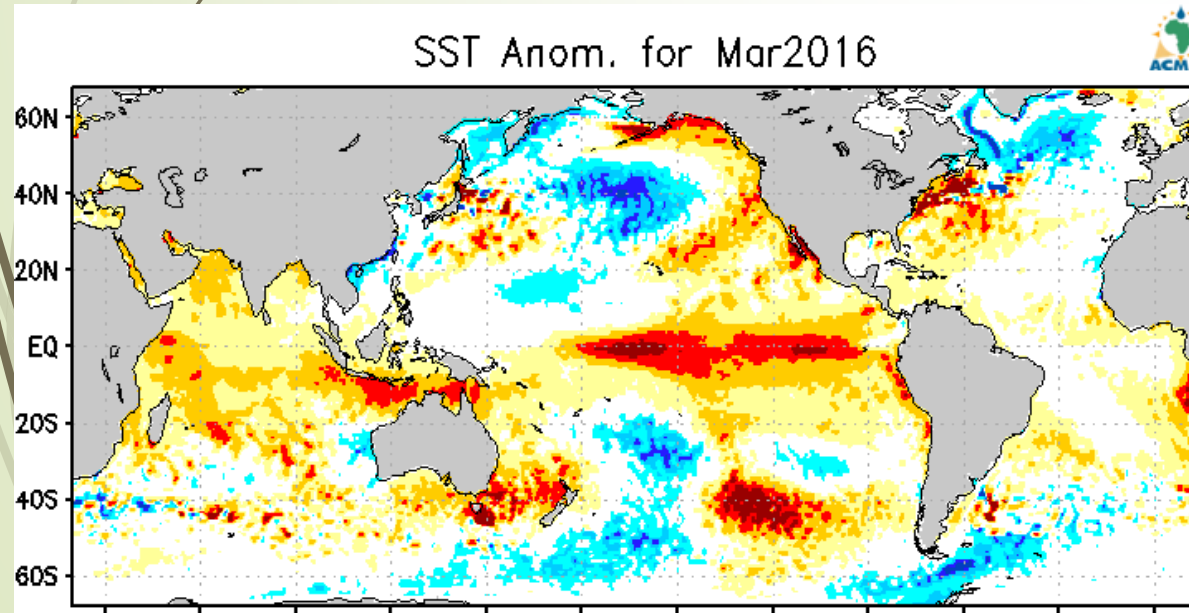 SST Anom. for Mar2016
ACM
60N
40N
20N
EQ
20S
40S
60S